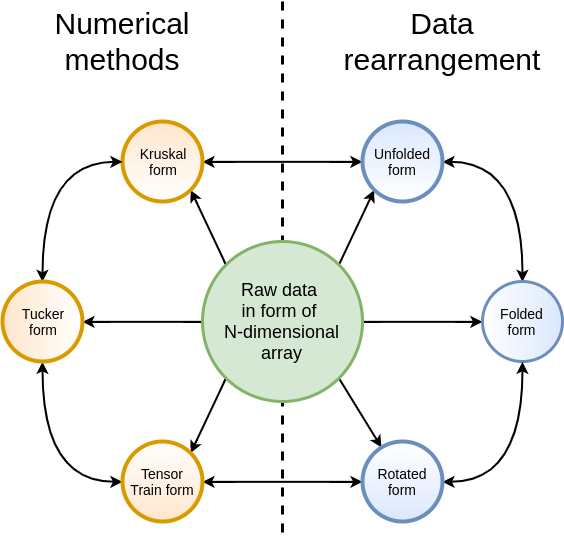 Numerical
methods
Data
rearrangement
Kruskal
form
Unfolded
form
Raw data
in form of
N-dimensional
array
Tucker
form
Folded
form
Tensor
Train form
Rotated
form